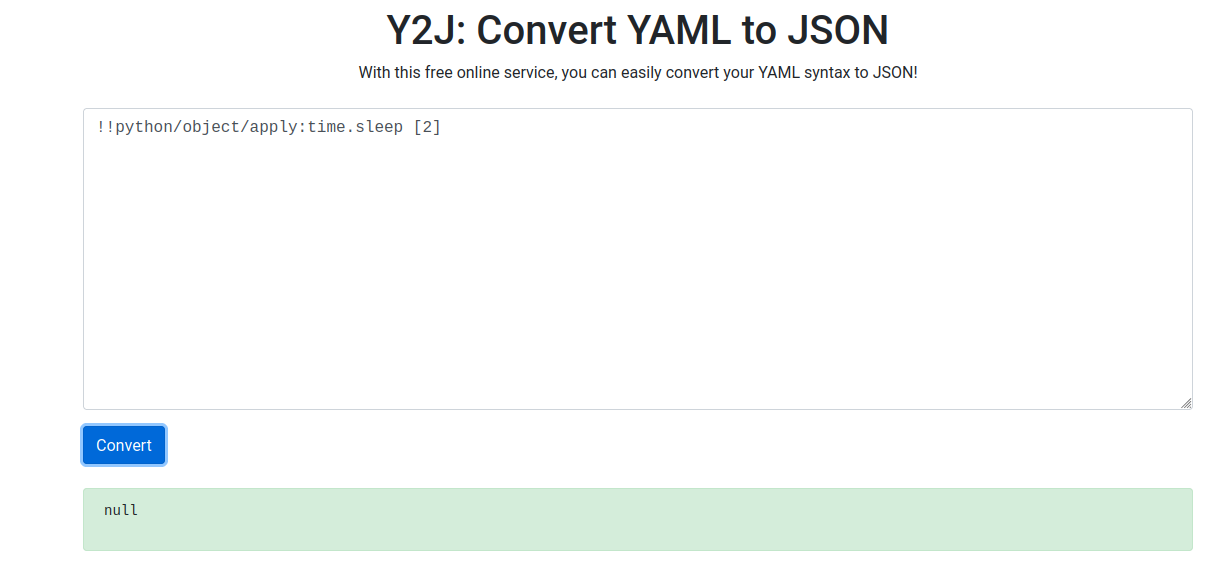 Y2J: Convert YAML to JSON
With this free online service, you can easily convert your YAML syntax to JSON!
!!python/object/apply:time.sleep [2]
Convert
null